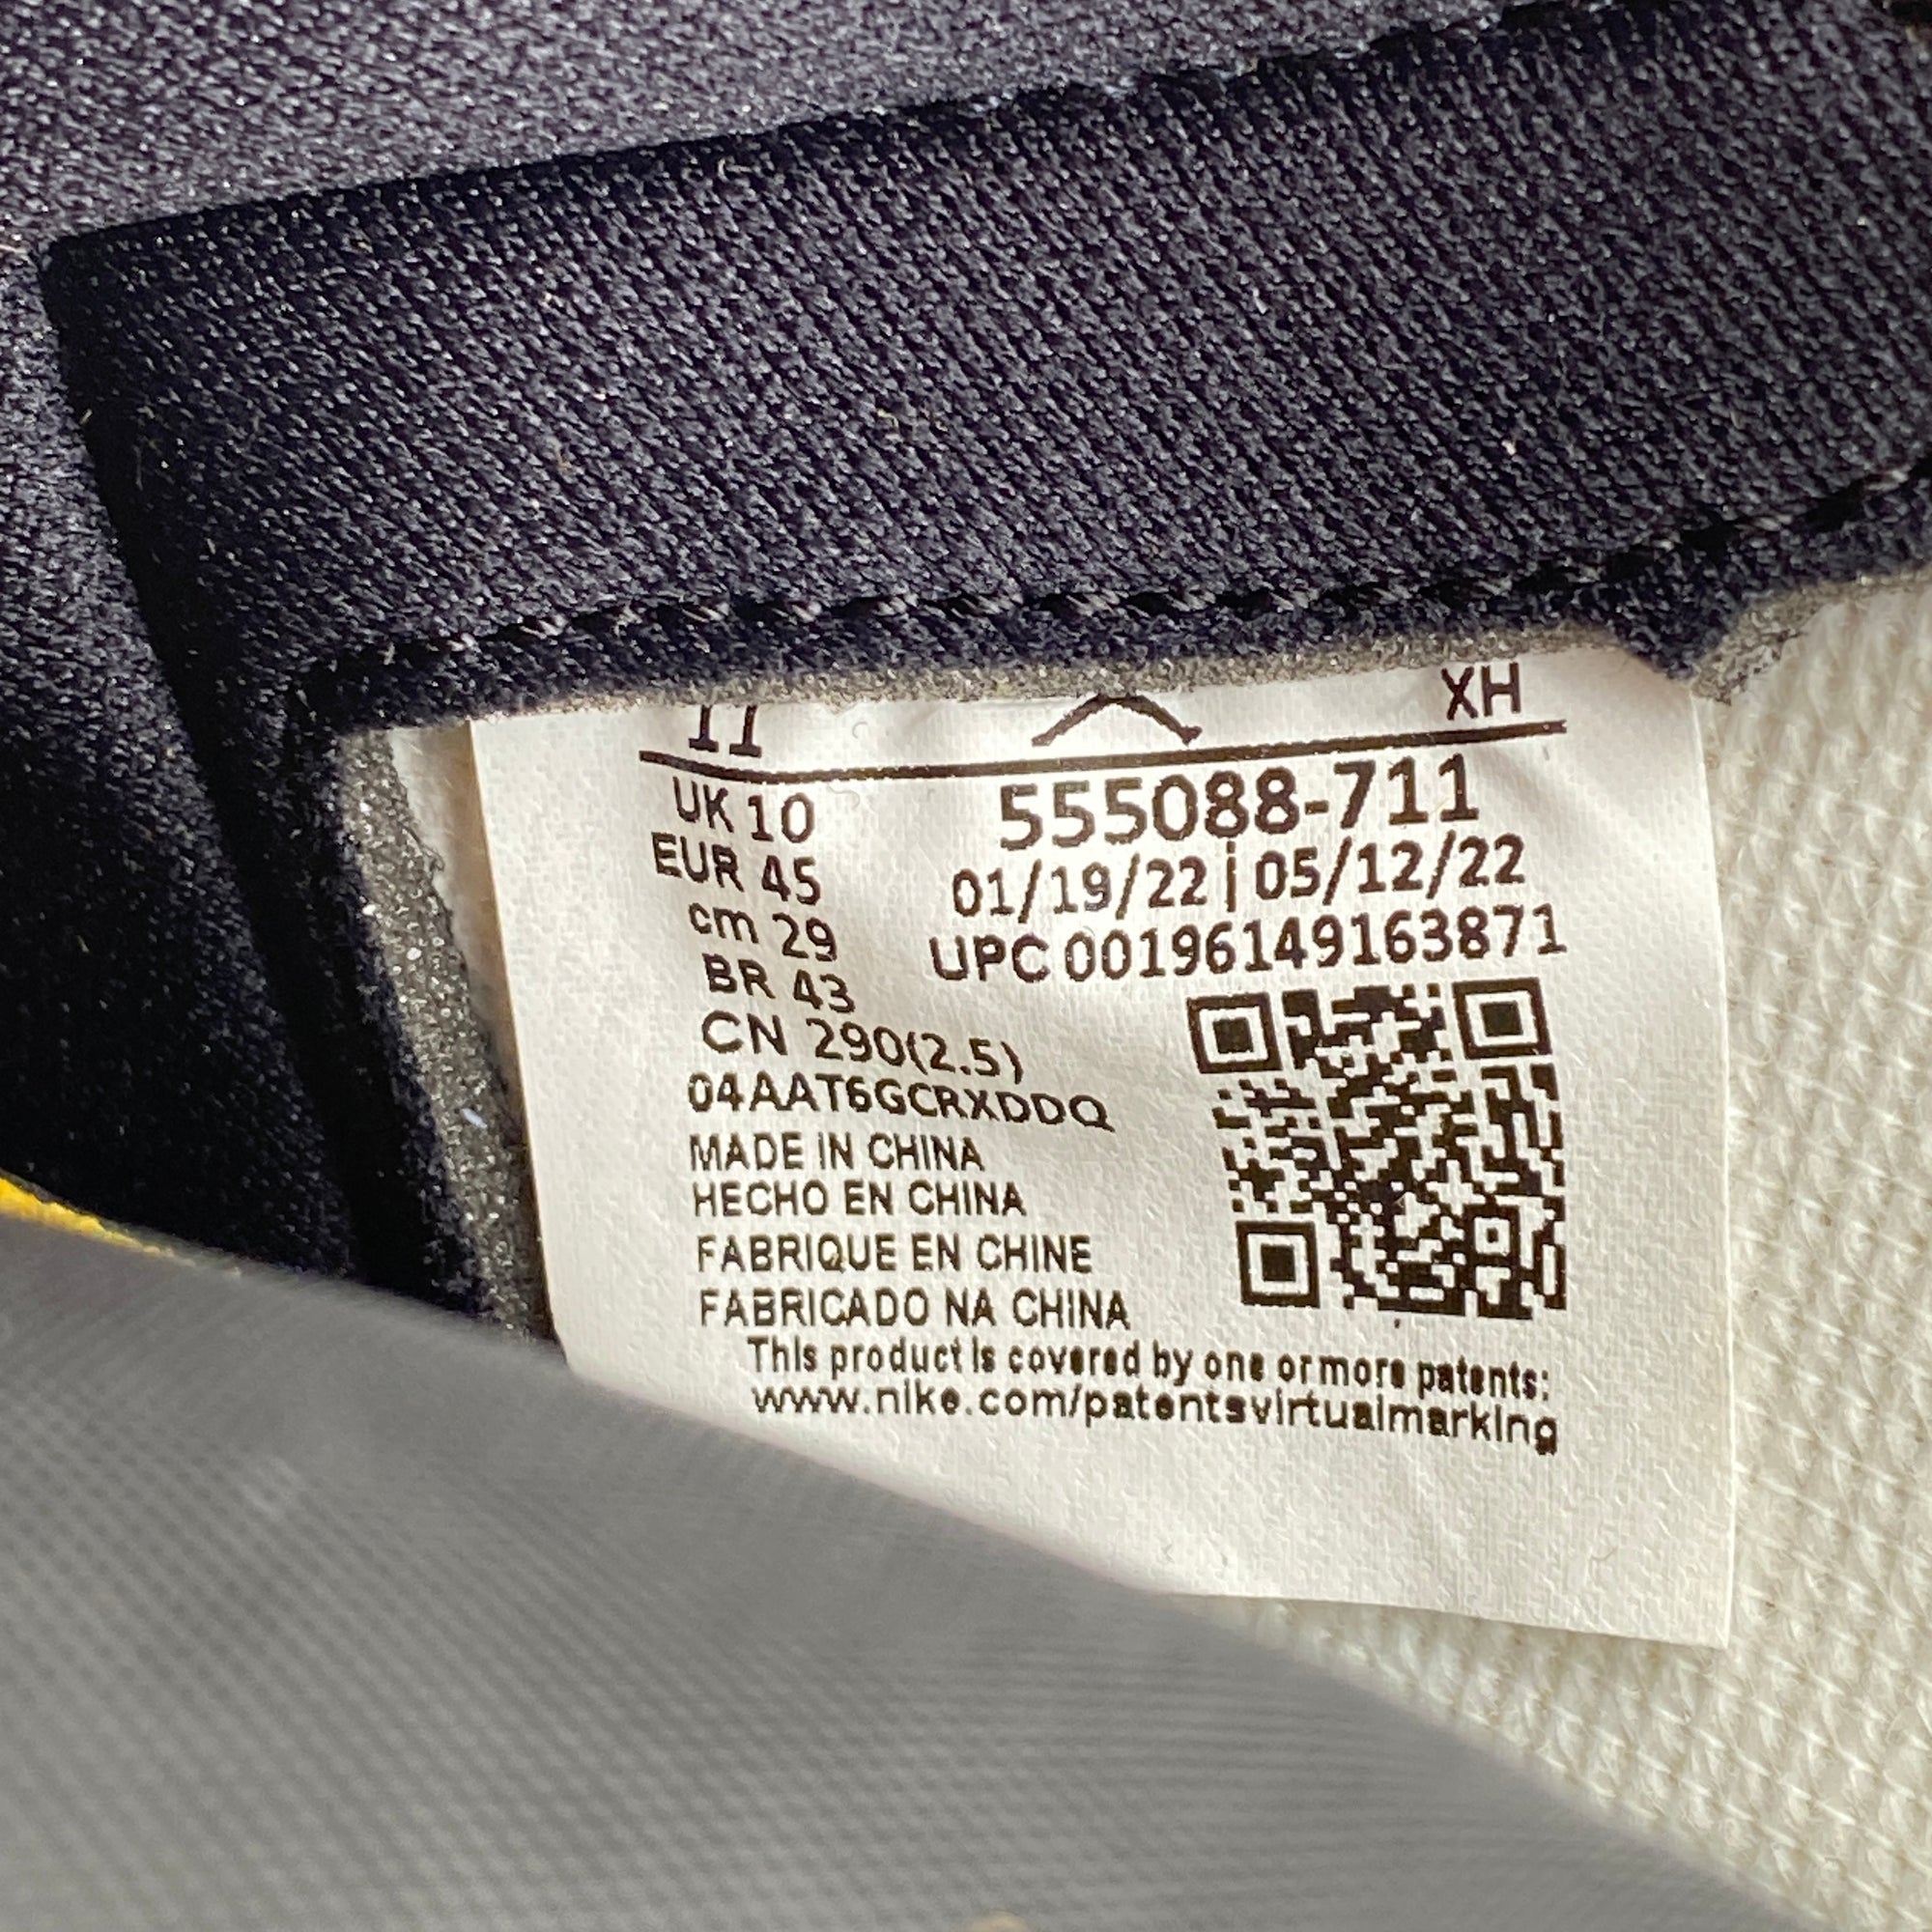 11 XH
UK 10
EUR 45
cm 29
BR 43
CN 290(2.5)
04AAT6GCRXDDQ
555088-711
01/19/22 | 05/12/22
UPC 00196149163871
MADE IN CHINA
HECHO EN CHINA
FABRIQUE EN CHINE
FABRICADO NA CHINA
This product is covered by one or more patents:
www.nike.com/patentsvirtualmarking